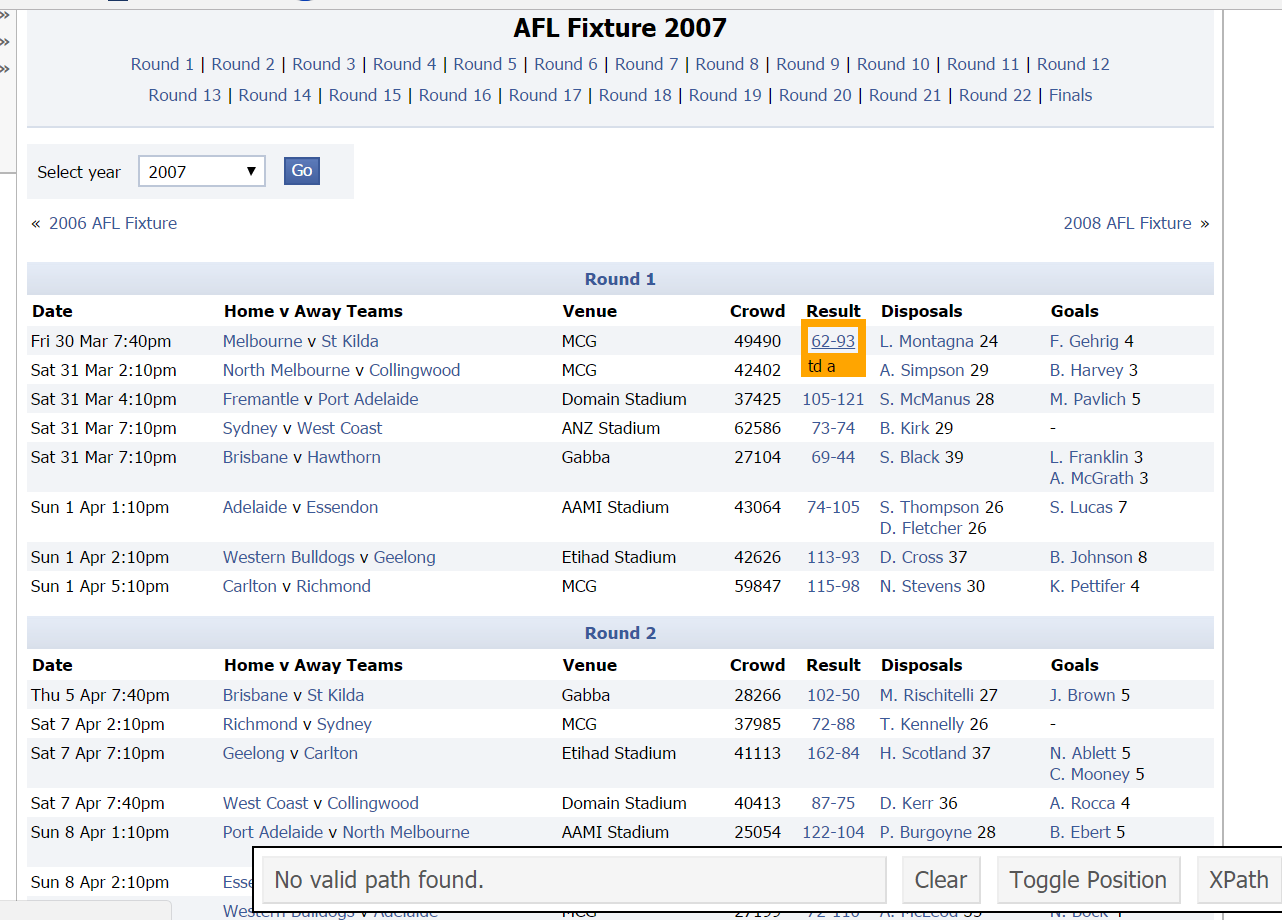 »
»
»
AFL Fixture 2007
Round 1 | Round 2 | Round 3 | Round 4 | Round 5 | Round 6 | Round 7 | Round 8 | Round 9 | Round 10 | Round 11 | Round 12
Round 13 | Round 14 | Round 15 | Round 16 | Round 17 | Round 18 | Round 19 | Round 20 | Round 21 | Round 22 | Finals
Select year 2007 ▼ Go
« 2006 AFL Fixture 2008 AFL Fixture »
Round 1
Date Home v Away Teams Venue Crowd Result Disposals Goals
Fri 30 Mar 7:40pm Melbourne v St Kilda MCG 49490 62-93 L. Montagna 24 F. Gehrig 4
Sat 31 Mar 2:10pm North Melbourne v Collingwood MCG 42402 td a A. Simpson 29 B. Harvey 3
Sat 31 Mar 4:10pm Fremantle v Port Adelaide Domain Stadium 37425 105-121 S. McManus 28 M. Pavlich 5
Sat 31 Mar 7:10pm Sydney v West Coast ANZ Stadium 62586 73-74 B. Kirk 29 -
Sat 31 Mar 7:10pm Brisbane v Hawthorn Gabba 27104 69-44 S. Black 39 L. Franklin 3
A. McGrath 3
Sun 1 Apr 1:10pm Adelaide v Essendon AAMI Stadium 43064 74-105 S. Thompson 26 S. Lucas 7
D. Fletcher 26
Sun 1 Apr 2:10pm Western Bulldogs v Geelong Etihad Stadium 42626 113-93 D. Cross 37 B. Johnson 8
Sun 1 Apr 5:10pm Carlton v Richmond MCG 59847 115-98 N. Stevens 30 K. Pettifer 4
Round 2
Date Home v Away Teams Venue Crowd Result Disposals Goals
Thu 5 Apr 7:40pm Brisbane v St Kilda Gabba 28266 102-50 M. Rischitelli 27 J. Brown 5
Sat 7 Apr 2:10pm Richmond v Sydney MCG 37985 72-88 T. Kennelly 26 -
Sat 7 Apr 7:10pm Geelong v Carlton Etihad Stadium 41113 162-84 H. Scotland 37 N. Ablett 5
C. Mooney 5
Sat 7 Apr 7:40pm West Coast v Collingwood Domain Stadium 40413 87-75 D. Kerr 36 A. Rocca 4
Sun 8 Apr 1:10pm Port Adelaide v North Melbourne AAMI Stadium 25054 122-104 P. Burgoyne 28 B. Ebert 5
Sun 8 Apr 2:10pm Esse
No valid path found. Clear Toggle Position XPath